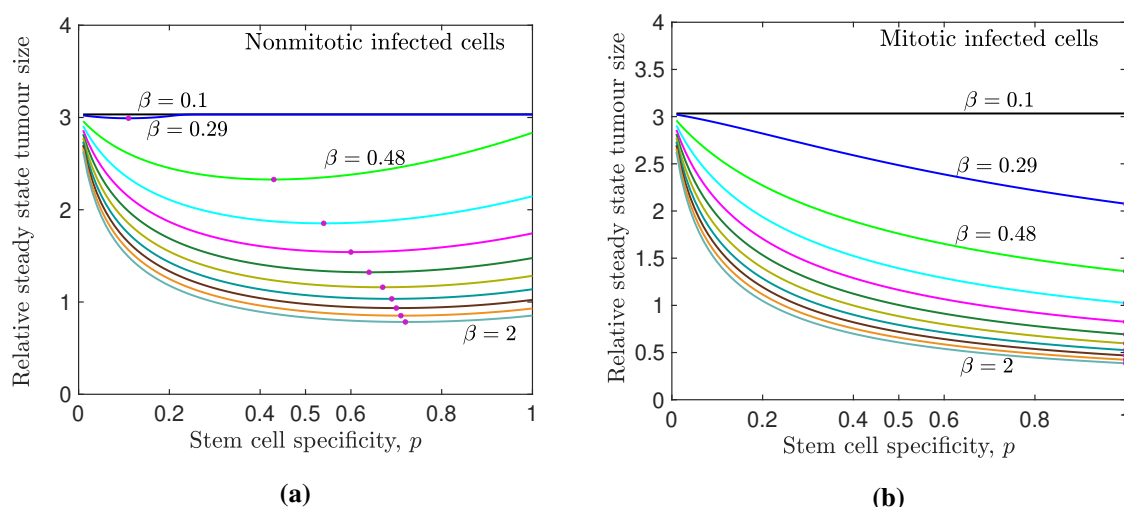 Nonmitotic infected cells
Relative steady state tumour size
4
3
2
1
0
β = 0.1
β = 0.29
β = 0.48
β = 2
0 0.2 0.4 0.5 0.6 0.8 1
Stem cell specificity, p
(a)
Mitotic infected cells
Relative steady state tumour size
4
3.5
3
2.5
2
1.5
1
0.5
0
β = 0.1
β = 0.29
β = 0.48
β = 2
0 0.2 0.4 0.5 0.6 0.8 1
Stem cell specificity, p
(b)